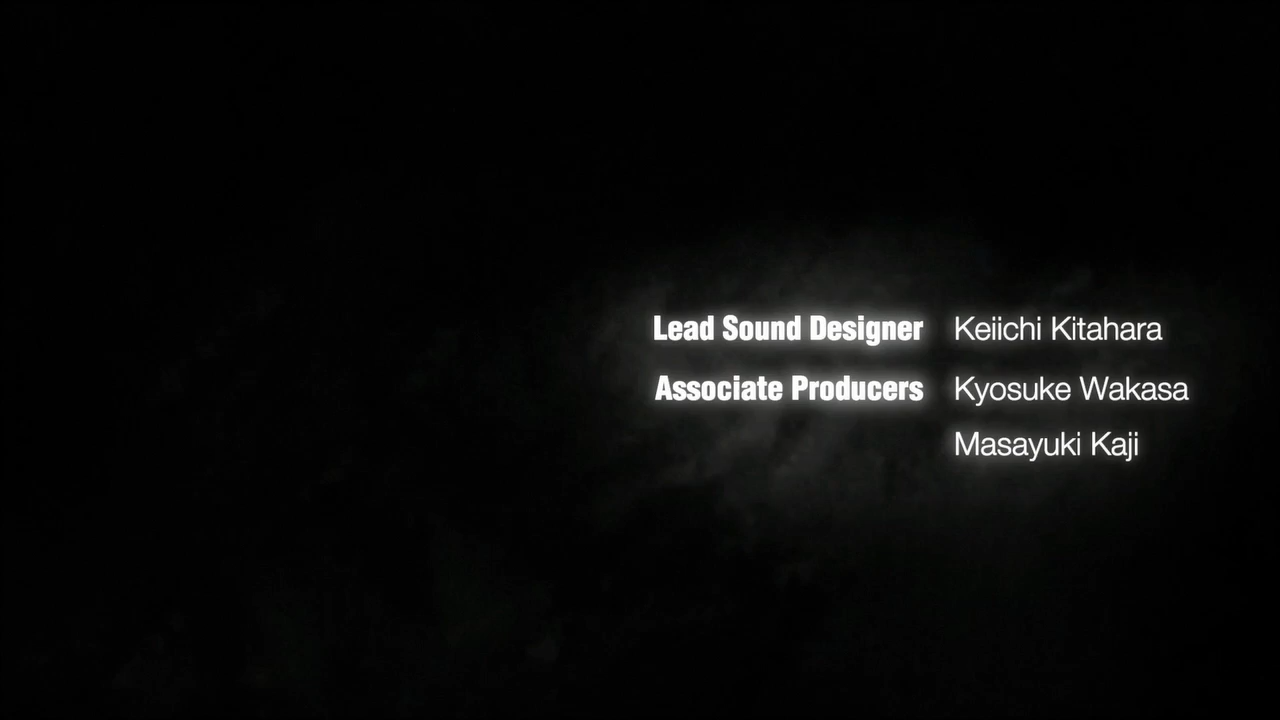 Lead Sound Designer Keiichi Kitahara
Associate Producers Kyosuke Wakasa
Masayuki Kaji